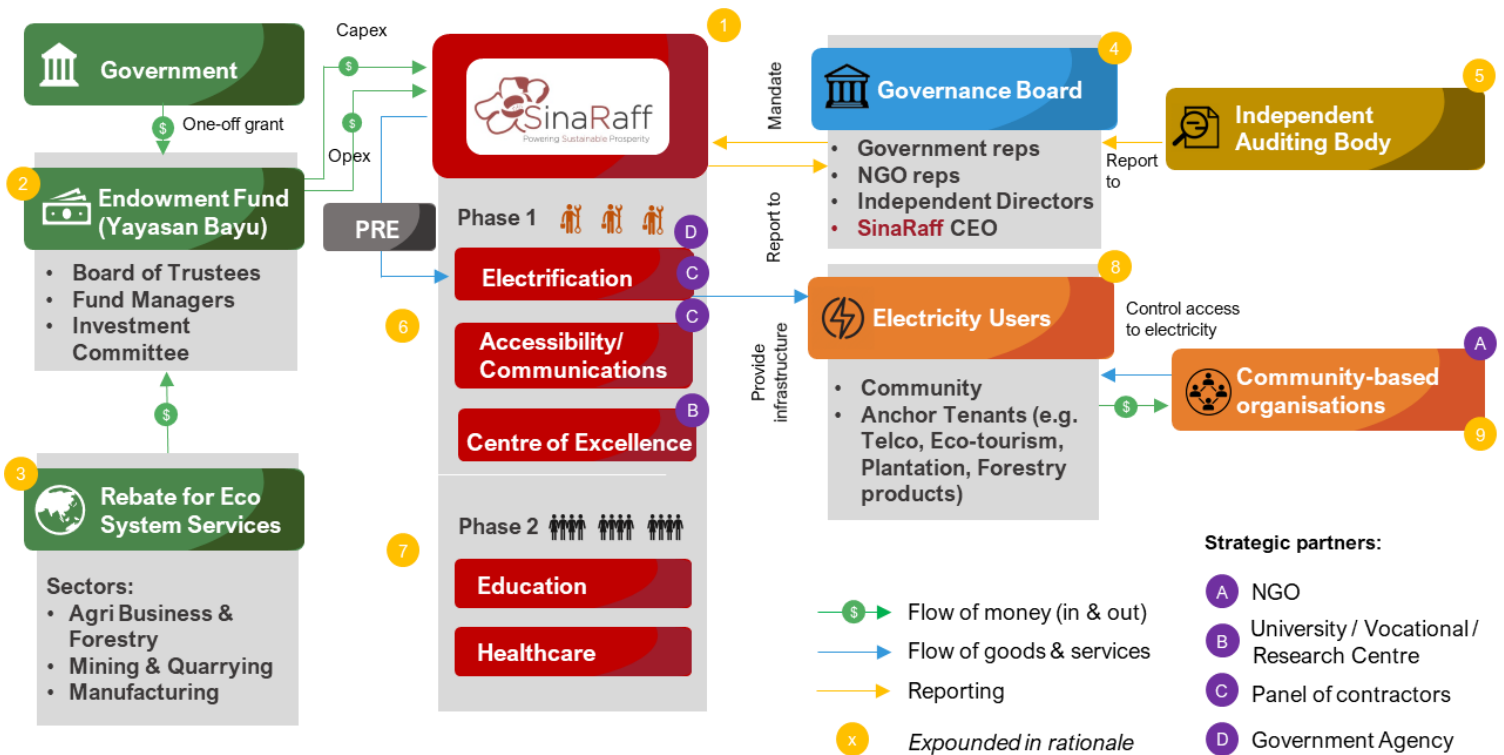 Government
One-off grant
2
Endowment Fund
(Yayasan Bayu)
• Board of Trustees
• Fund Managers
• Investment
Committee
3
Rebate for Eco
System Services
Sectors:
• Agri Business &
Forestry
• Mining & Quarrying
• Manufacturing
Capex
$
$
$
$
Opex
PRE
1
SinaRaff
Powering Sustainable Prosperity
Phase 1
D
Electrification
C
6
C
Accessibility/
Communications
B
Centre of Excellence
7
Phase 2
Education
Healthcare
Mandate
Report to
Provide
infrastructure
4
Governance Board
• Government reps
• NGO reps
• Independent Directors
• SinaRaff CEO
5
Independent
Auditing Body
Report
to
8
Electricity Users
• Community
• Anchor Tenants (e.g.
Telco, Eco-tourism,
Plantation, Forestry
products)
Control access
to electricity
$
A
Community-based
organisations
9
$ Flow of money (in & out)
Flow of goods & services
Reporting
x Expounded in rationale
Strategic partners:
A NGO
B University / Vocational /
Research Centre
C Panel of contractors
D Government Agency